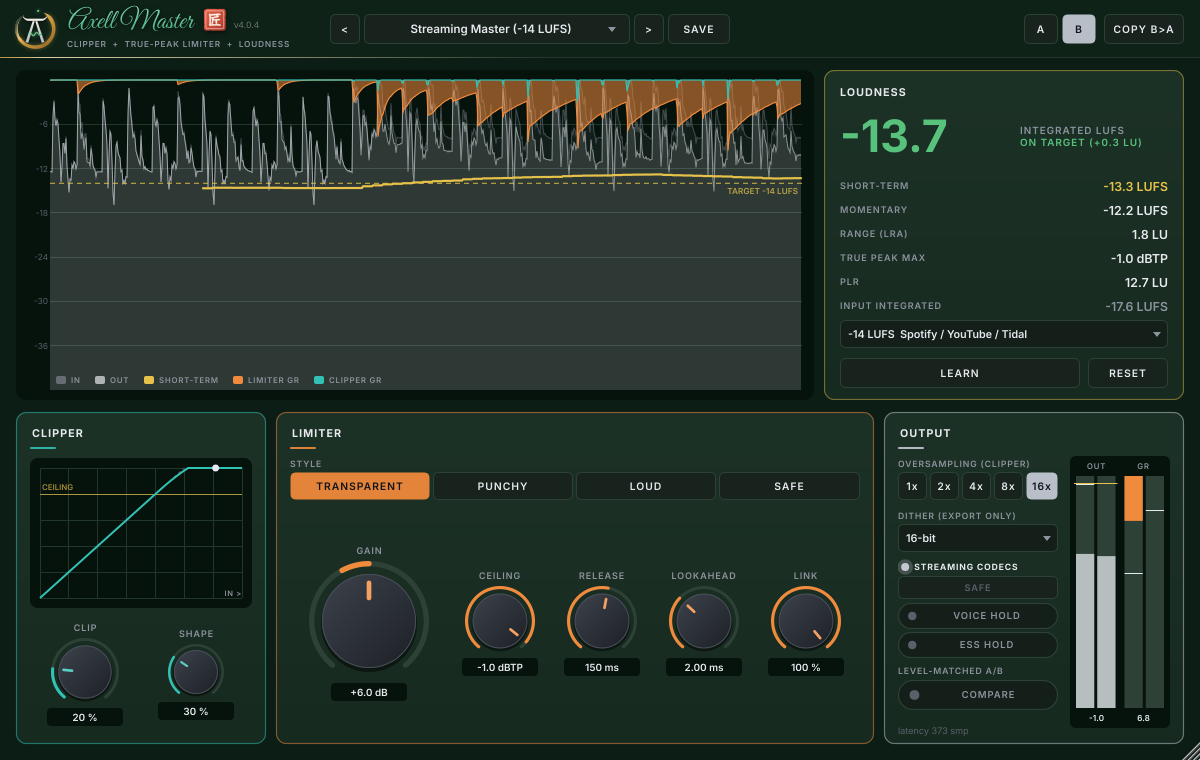 Axell Master 匠 v4.0.4
CLIPPER + TRUE-PEAK LIMITER + LOUDNESS
< Streaming Master (-14 LUFS) > SAVE
A B COPY B>A
-6
-12
-18
-24
-30
-36
TARGET -14 LUFS
IN OUT SHORT-TERM LIMITER GR CLIPPER GR
LOUDNESS
-13.7
INTEGRATED LUFS
ON TARGET (+0.3 LU)
SHORT-TERM -13.3 LUFS
MOMENTARY -12.2 LUFS
RANGE (LRA) 1.8 LU
TRUE PEAK MAX -1.0 dBTP
PLR 12.7 LU
INPUT INTEGRATED -17.6 LUFS
-14 LUFS Spotify / YouTube / Tidal
LEARN RESET
CLIPPER
CEILING
IN >
CLIP SHAPE
20 % 30 %
LIMITER
STYLE
TRANSPARENT PUNCHY LOUD SAFE
GAIN
+6.0 dB
CEILING RELEASE LOOKAHEAD LINK
-1.0 dBTP 150 ms 2.00 ms 100 %
OUTPUT
OVERSAMPLING (CLIPPER)
1x 2x 4x 8x 16x
DITHER (EXPORT ONLY)
16-bit
STREAMING CODECS
SAFE
VOICE HOLD
ESS HOLD
LEVEL-MATCHED A/B
COMPARE
latency 373 smp
OUT GR
-1.0 6.8